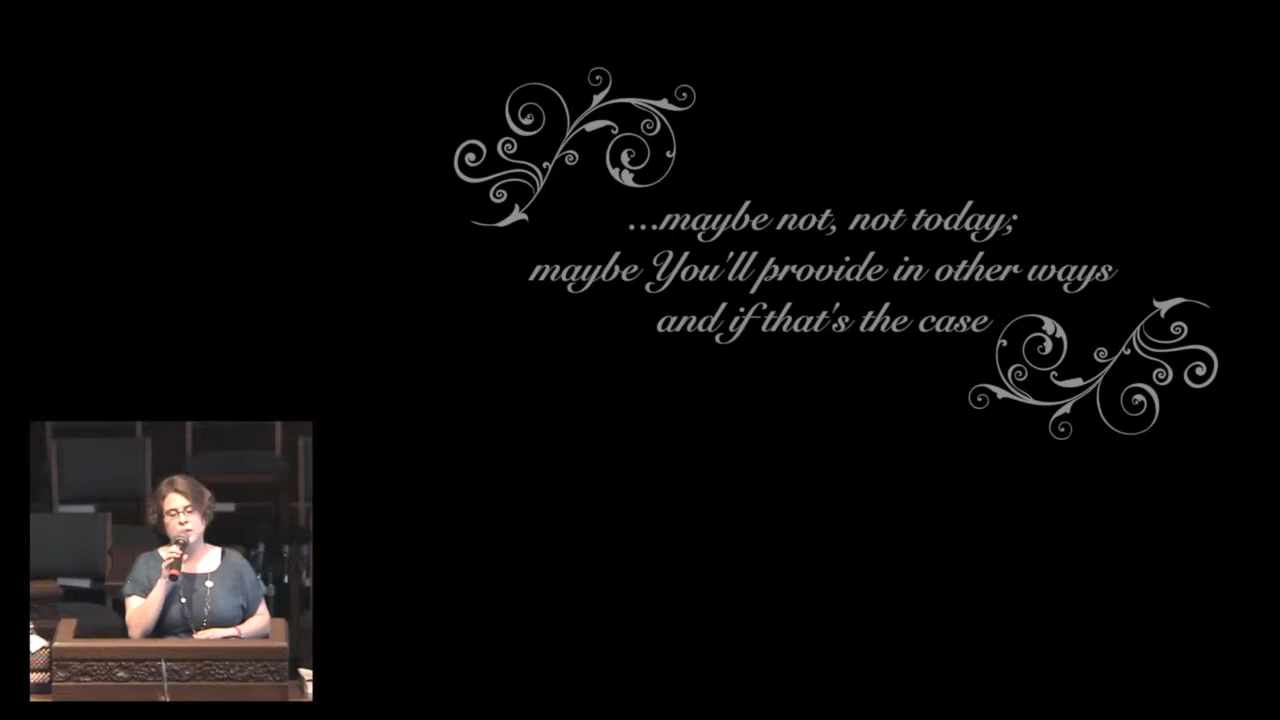 ...maybe not, not today;
maybe You'll provide in other ways
and if that's the case